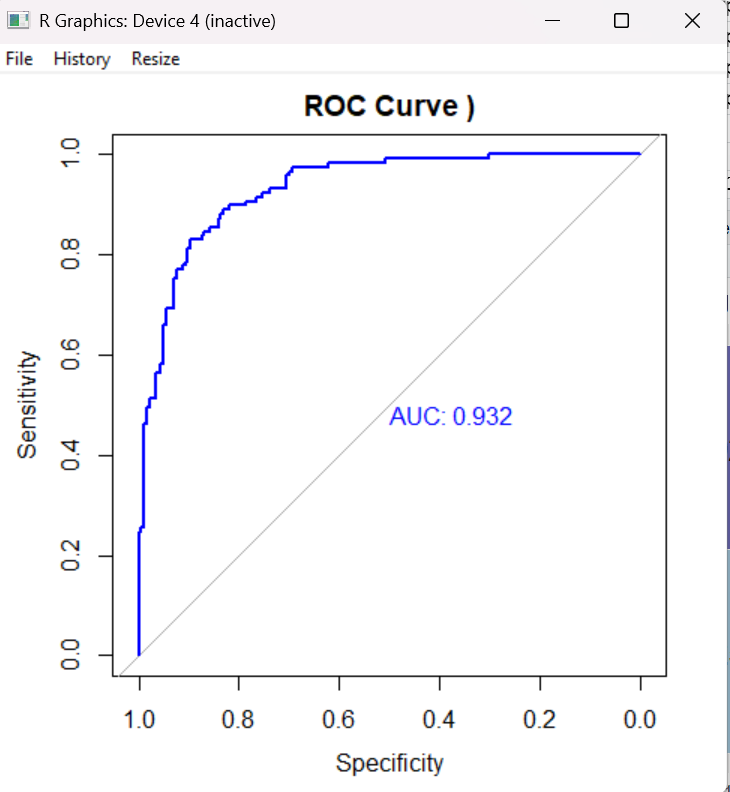 R Graphics: Device 4 (inactive)
File History Resize
ROC Curve )
Sensitivity
1.0
0.8
0.6
0.4
0.2
0.0
AUC: 0.932
1.0 0.8 0.6 0.4 0.2 0.0
Specificity